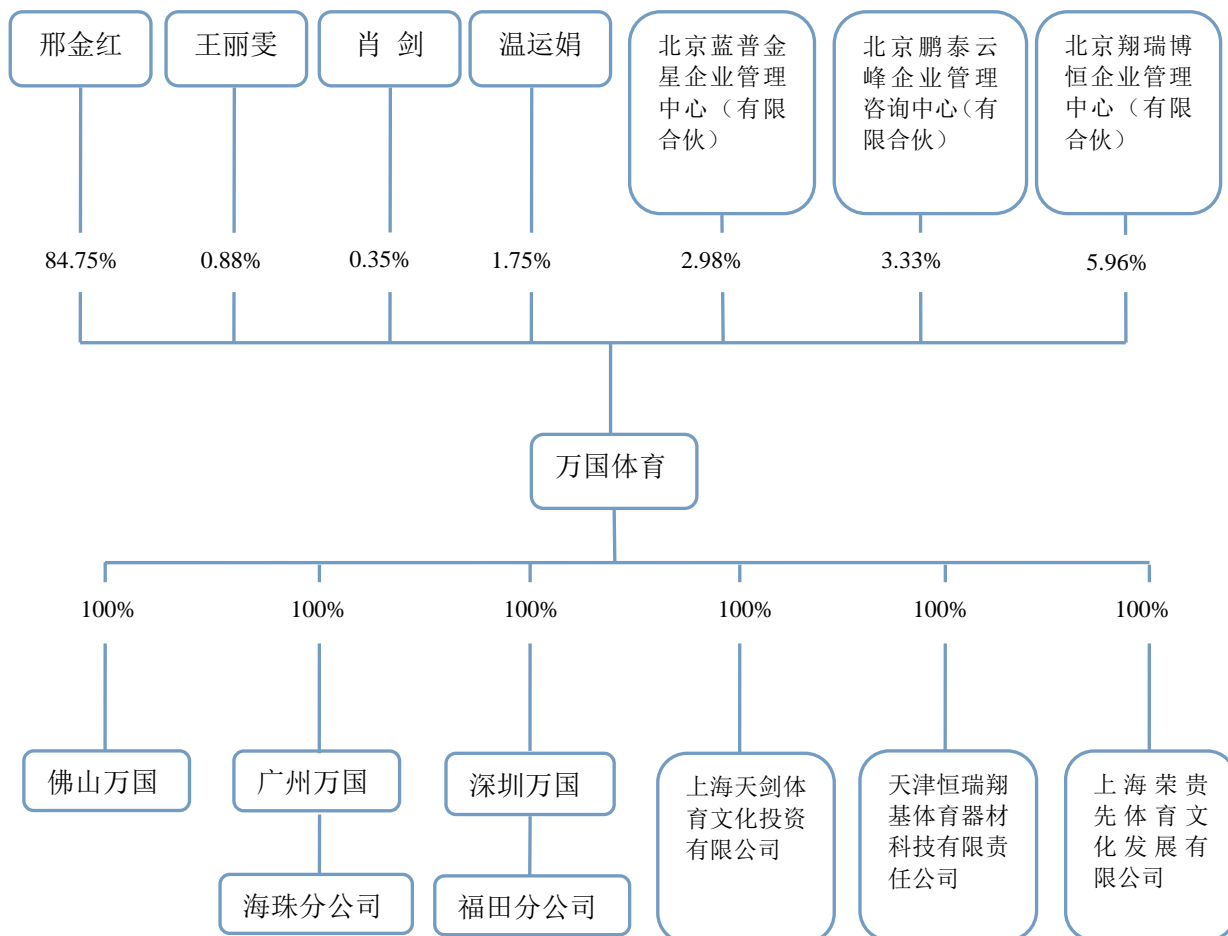 邢金红
王丽雯
肖 剑
温运娟
北京蓝普金
星企业管理
中心（有限
合伙）
北京鹏泰云
峰企业管理
咨询中心（有
限合伙）
北京翔瑞博
恒企业管理
中心（有限
合伙）
84.75%
0.88%
0.35%
1.75%
2.98%
3.33%
5.96%
万国体育
100%
100%
100%
100%
100%
100%
佛山万国
广州万国
深圳万国
上海天剑体
育文化投资
有限公司
天津恒瑞翔
基体育器材
科技有限责
任公司
上海荣贵
先体育文
化发展有
限公司
海珠分公司
福田分公司